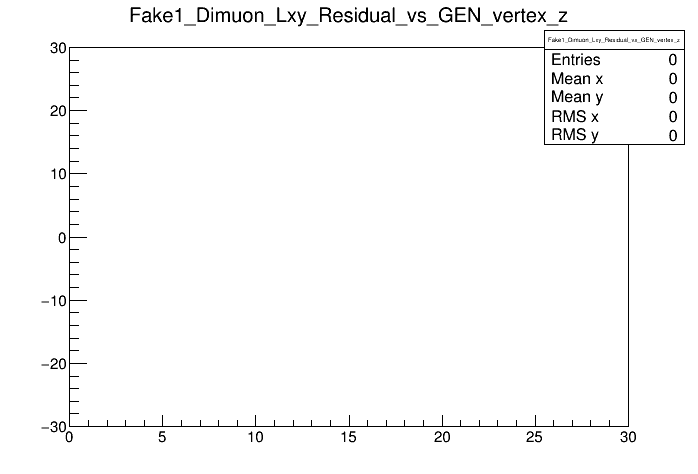 Fake1_Dimuon_Lxy_Residual_vs_GEN_vertex_z
Fake1_Dimuon_Lxy_Residual_vs_GEN_vertex_z
Entries 0
Mean x 0
Mean y 0
RMS x 0
RMS y 0
30
20
10
0
−10
−20
−30
0 5 10 15 20 25 30